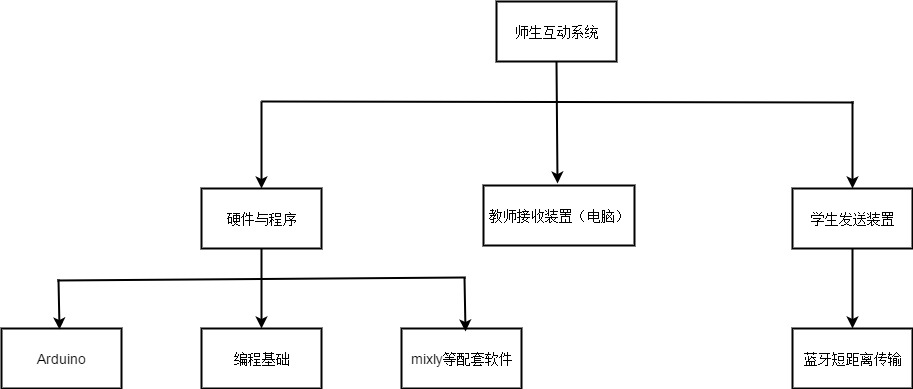 师生互动系统
硬件与程序
教师接收装置（电脑）
学生发送装置
Arduino
编程基础
mixly等配套软件
蓝牙短距离传输